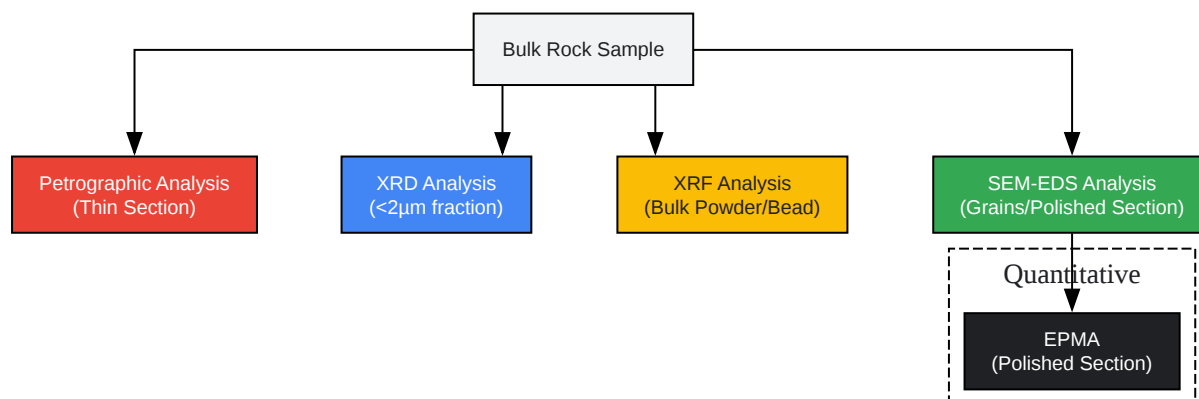 Bulk Rock Sample
Petrographic Analysis
(Thin Section)
XRD Analysis
(<2µm fraction)
XRF Analysis
(Bulk Powder/Bead)
SEM-EDS Analysis
(Grains/Polished Section)
Quantitative
EPMA
(Polished Section)